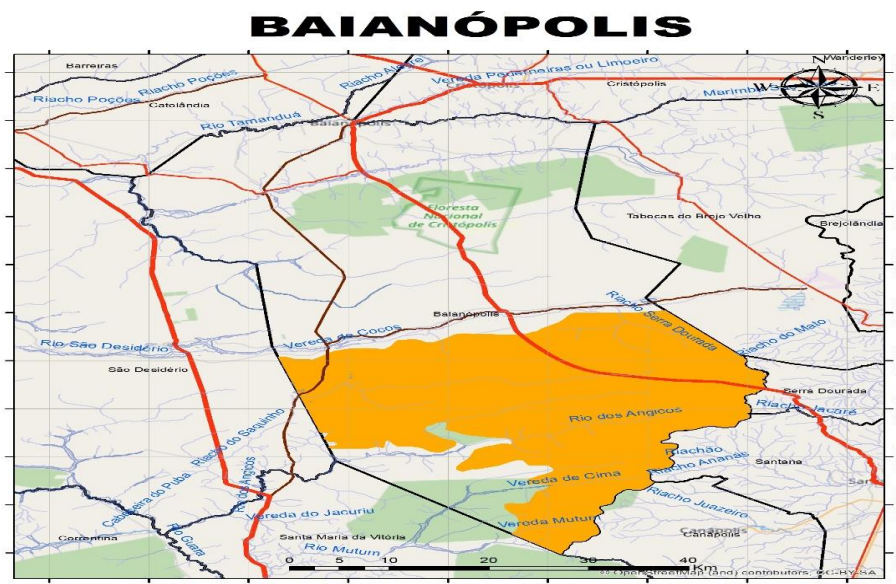 BAIANÓPOLIS
Barreiras
Riacho Poções
Riacho Alegre
Vereda Pederneiras ou Limoeiro
Wanderley
Riacho Poções
Catolândia
Cristópolis
Cristópolis
Marimbo
W
E
S
Rio Tamanduá
Baianópolis
Floresta
Nacional
de Cristópolis
Tabocas do Brejo Velho
Brejolândia
Riacho Serra Dourada
Baianópolis
Vereda de Cocos
Riacho do Mato
Rio São Desidério
São Desidério
Serra Dourada
Rio dos Angicos
Riacho Jacaré
Riacho do Saquinho
Riachão
Riacho Ananás
Santana
Vereda de Cima
Cabeceira do Puba
Rio dos Angicos
Riacho Juazeiro
Vereda do Jacuriu
Vereda Mutum
Canápolis
Canápolis
Correntina
Rio Guará
Santa Maria da Vitória
Rio Mutum
0 10 20 30 40
Km
© OpenStreetMap (and) contributors, CC-BY-SA